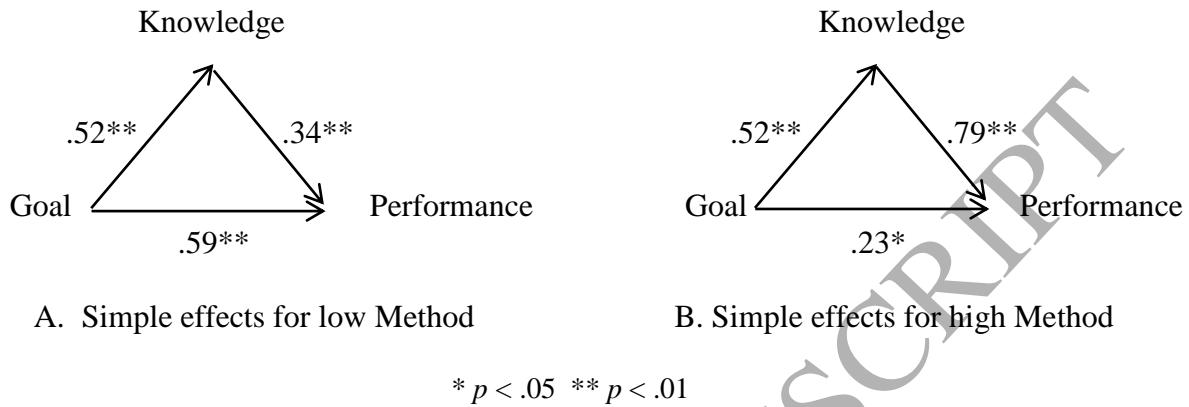 Knowledge Knowledge
.52** .34** .52** .79**
Goal Performance Goal Performance
.59** .23*
A. Simple effects for low Method B. Simple effects for high Method
* p < .05 ** p < .01
SCRIPT